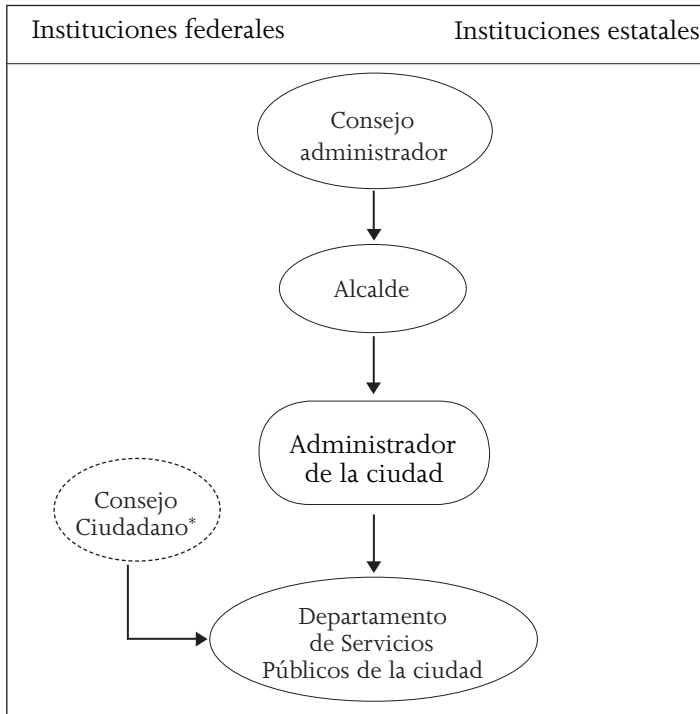 Instituciones federales
Instituciones estatales
Consejo
administrador
Alcalde
Administrador
de la ciudad
Consejo
Ciudadano*
Departamento
de Servicios
Públicos de la ciudad